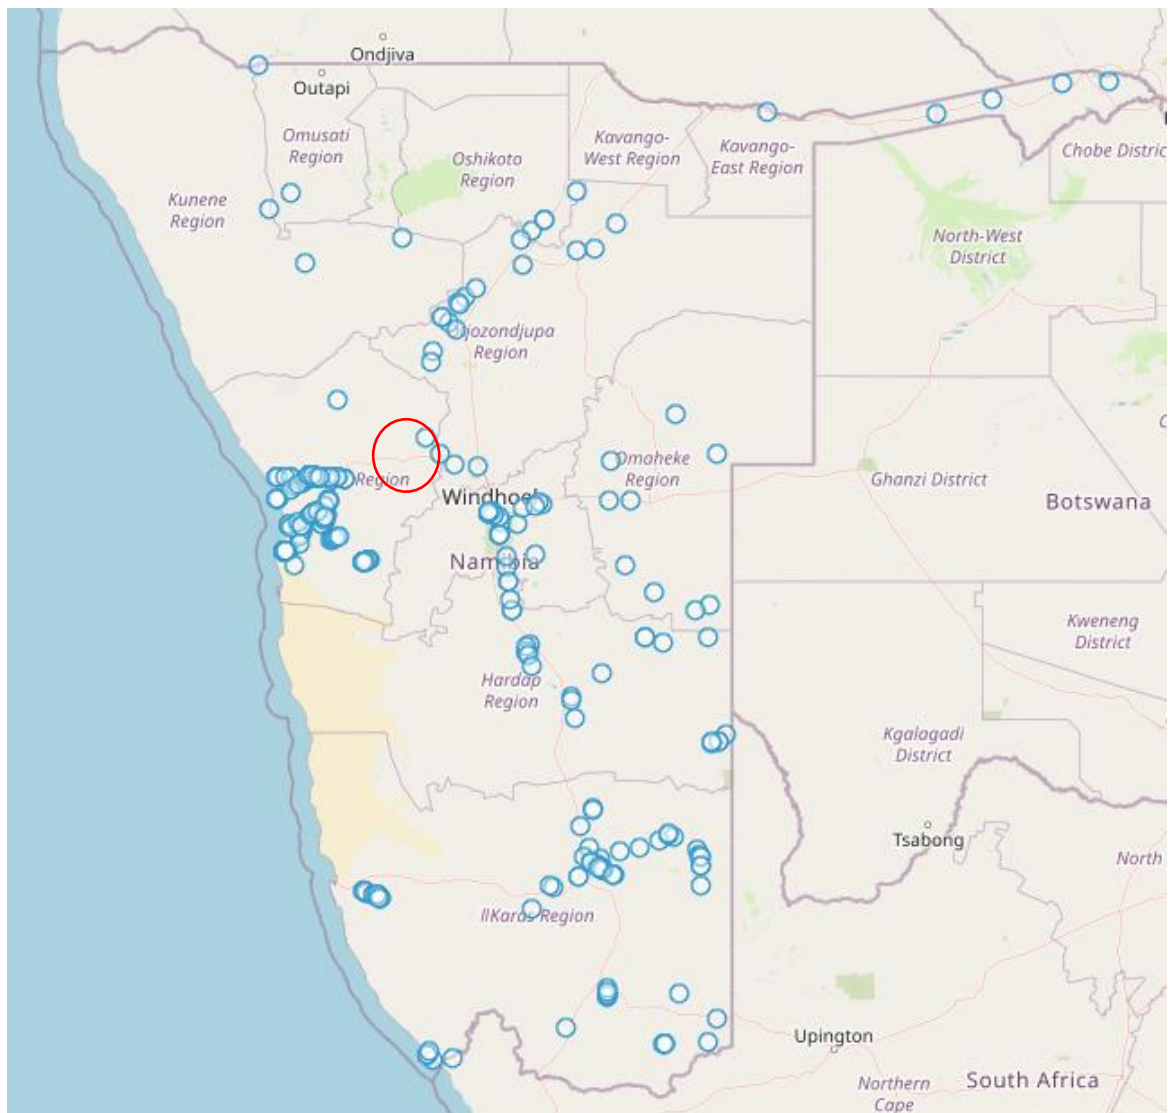 Ondjiva
Outapi
Omusati
Region
Oshikoto
Region
Kavango-
West Region
Kavango-
East Region
Chobe Distric
Kunene
Region
North-West
District
jozondjupa
Region
Omaheke
Region
Region
Ghanzi District
Windhoek
Botswana
Namibia
Kweneng
District
Hardap
Region
Kgalagadi
District
Tsabong
North
ǁKaras Region
Upington
South Africa
Northern
Cape